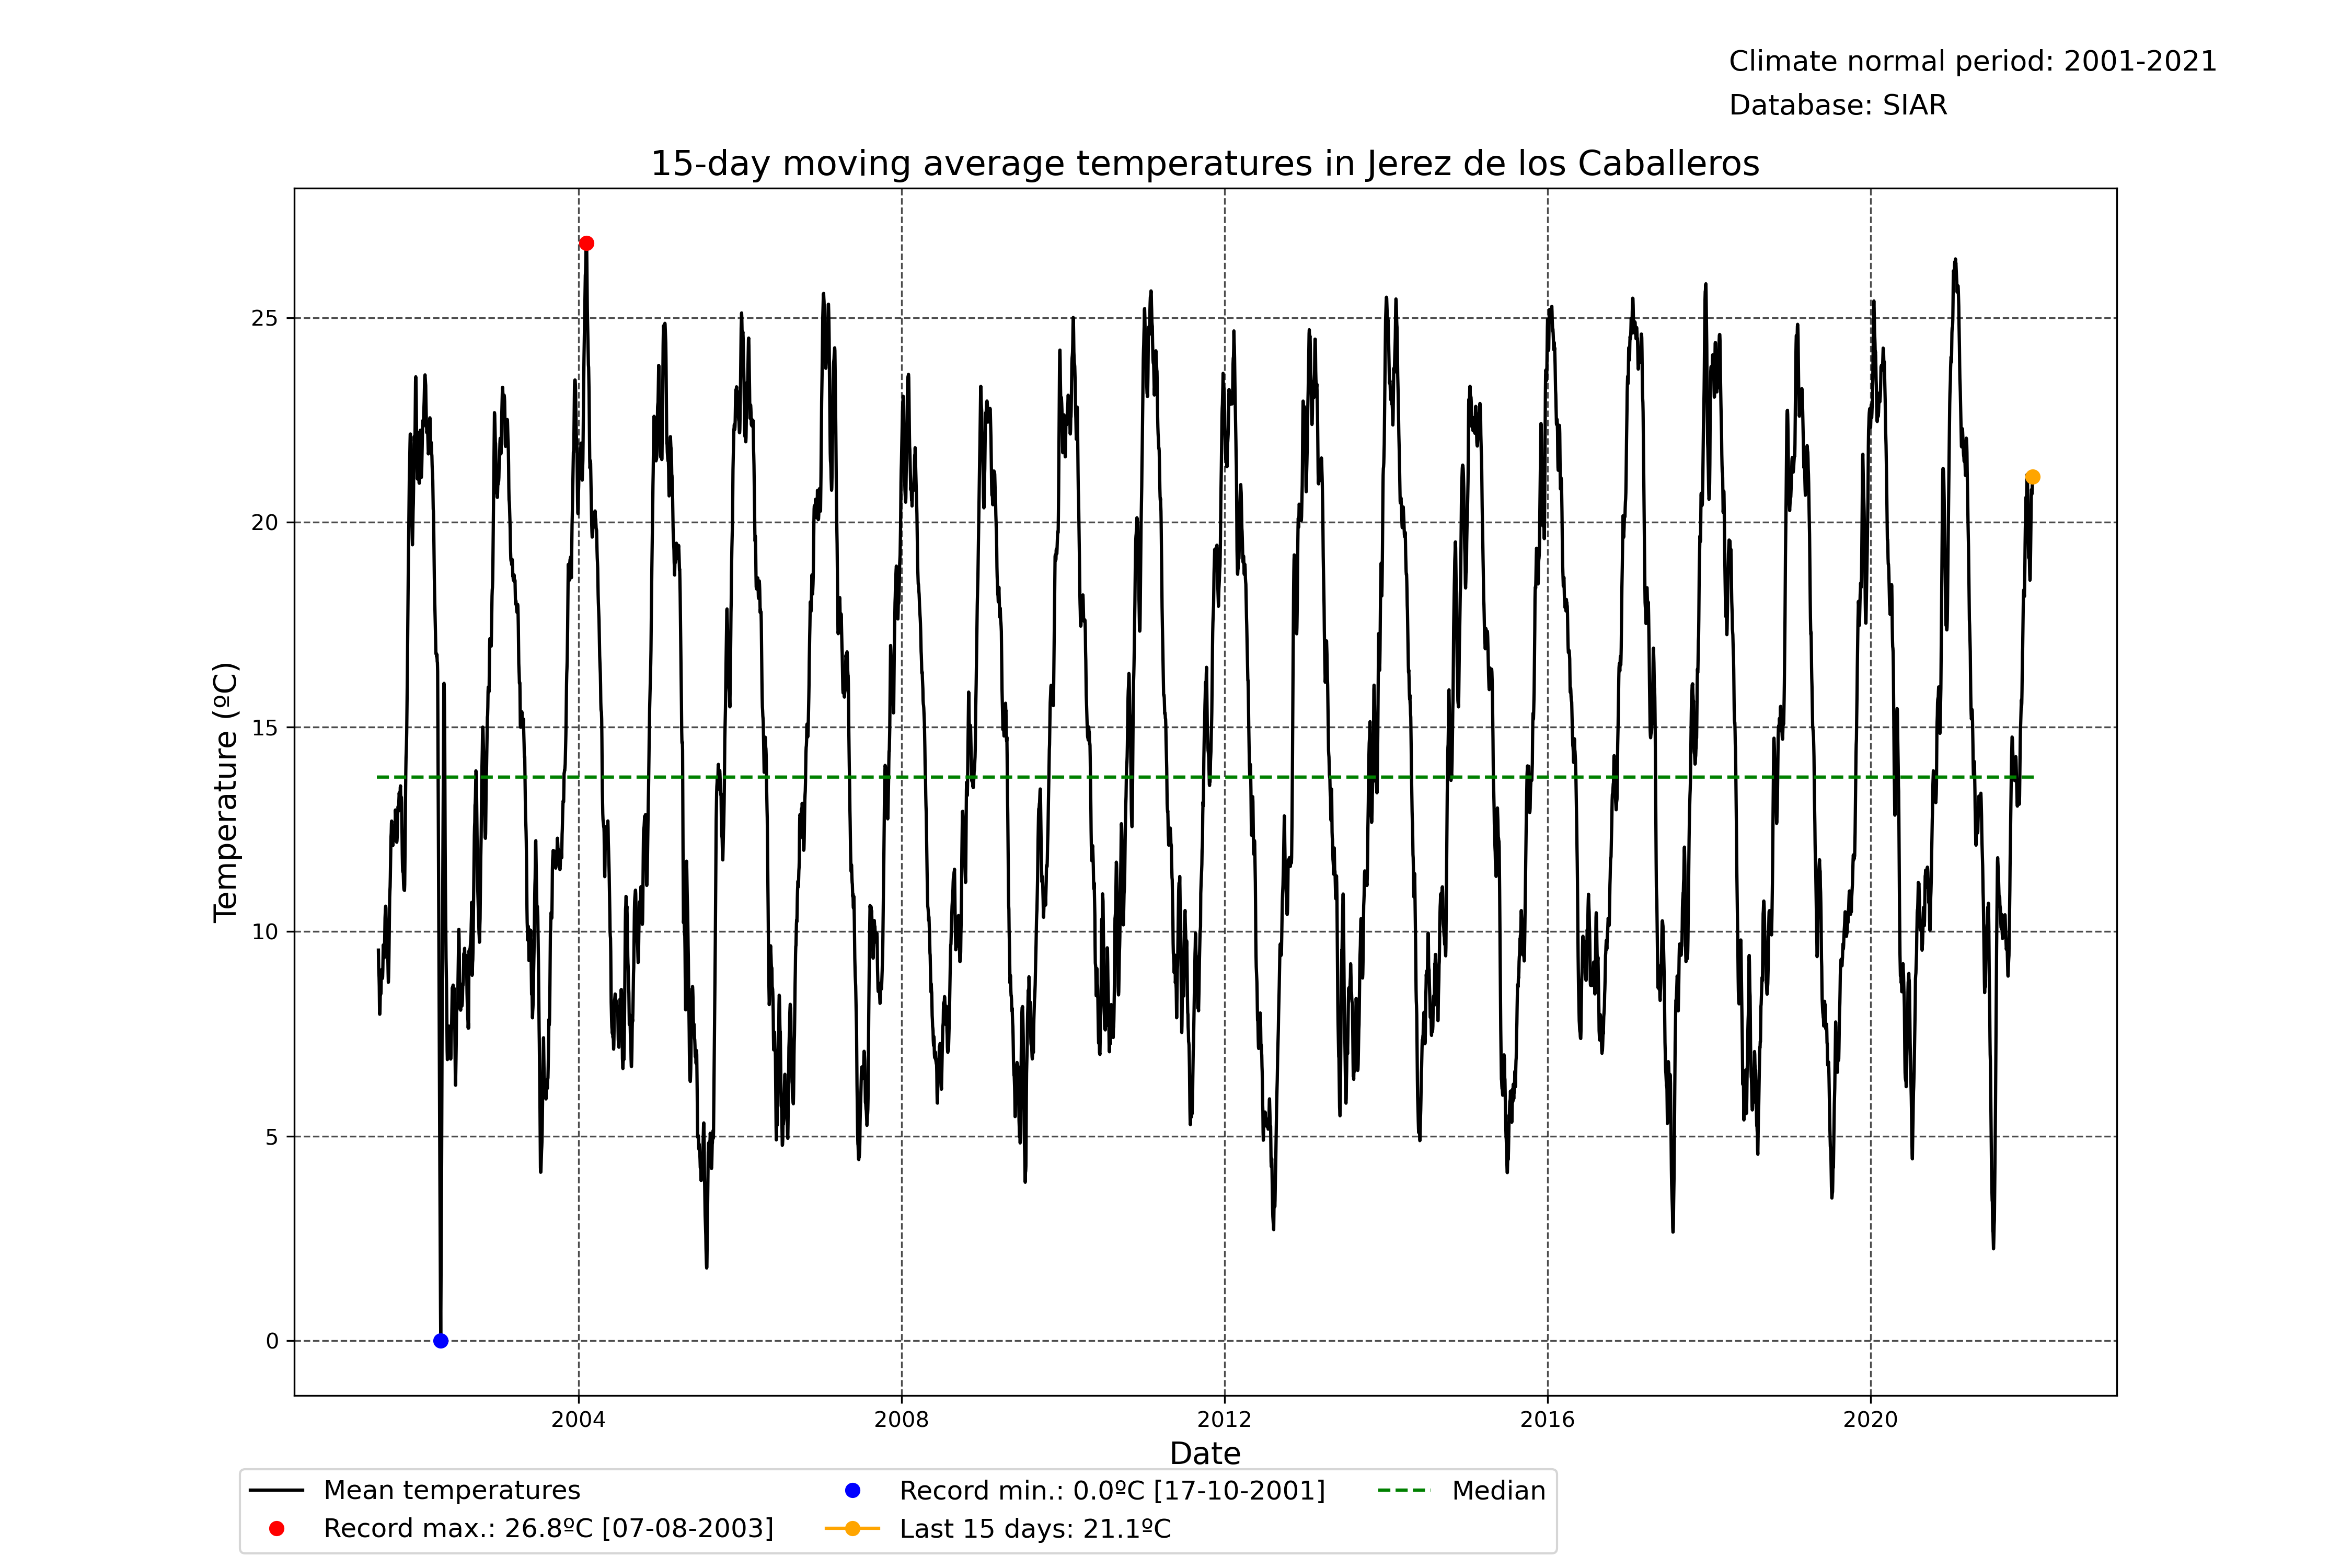 Climate normal period: 2001-2021
Database: SIAR
15-day moving average temperatures in Jerez de los Caballeros
Temperature (ºC)
25
20
15
10
5
0
2004 2008 2012 2016 2020
Date
Mean temperatures
Record max.: 26.8ºC [07-08-2003]
Record min.: 0.0ºC [17-10-2001]
Last 15 days: 21.1ºC
Median